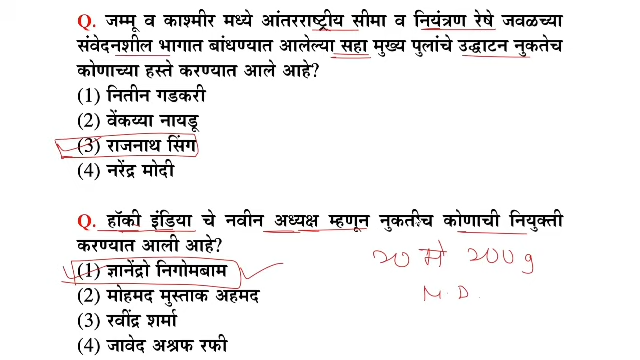 Q. जम्मू व काश्मीर मध्ये आंतरराष्ट्रीय सीमा व नियंत्रण रेषे जवळच्या
संवेदनशील भागात बांधण्यात आलेल्या सहा मुख्य पुलांचे उद्घाटन नुकतेच
कोणाच्या हस्ते करण्यात आले आहे?
(1) नितीन गडकरी
(2) वेंकय्या नायडू
(3) राजनाथ सिंग
(4) नरेंद्र मोदी
Q. हॉकी इंडिया चे नवीन अध्यक्ष म्हणून नुकतीच कोणाची नियुक्ती
करण्यात आली आहे?
(1) ज्ञानेंद्रो निगोमबाम
(2) मोहमद मुस्ताक अहमद
(3) रवींद्र शर्मा
(4) जावेद अश्रफ रफी
२० मे २००९
M.D.